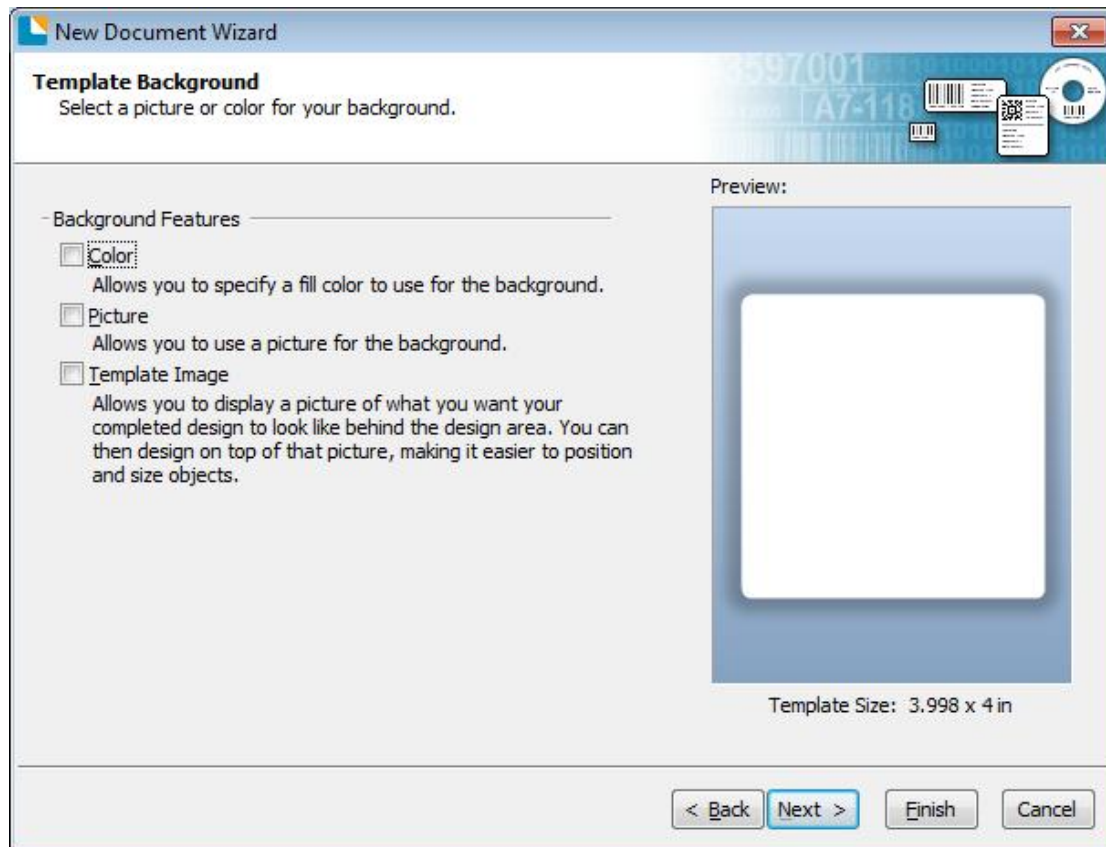 New Document Wizard
Template Background
Select a picture or color for your background.
3597001
A7-118
Preview:
Background Features
Color
Allows you to specify a fill color to use for the background.
Picture
Allows you to use a picture for the background.
Template Image
Allows you to display a picture of what you want your
completed design to look like behind the design area. You can
then design on top of that picture, making it easier to position
and size objects.
Template Size: 3.998 x 4 in
< Back
Next >
Finish
Cancel